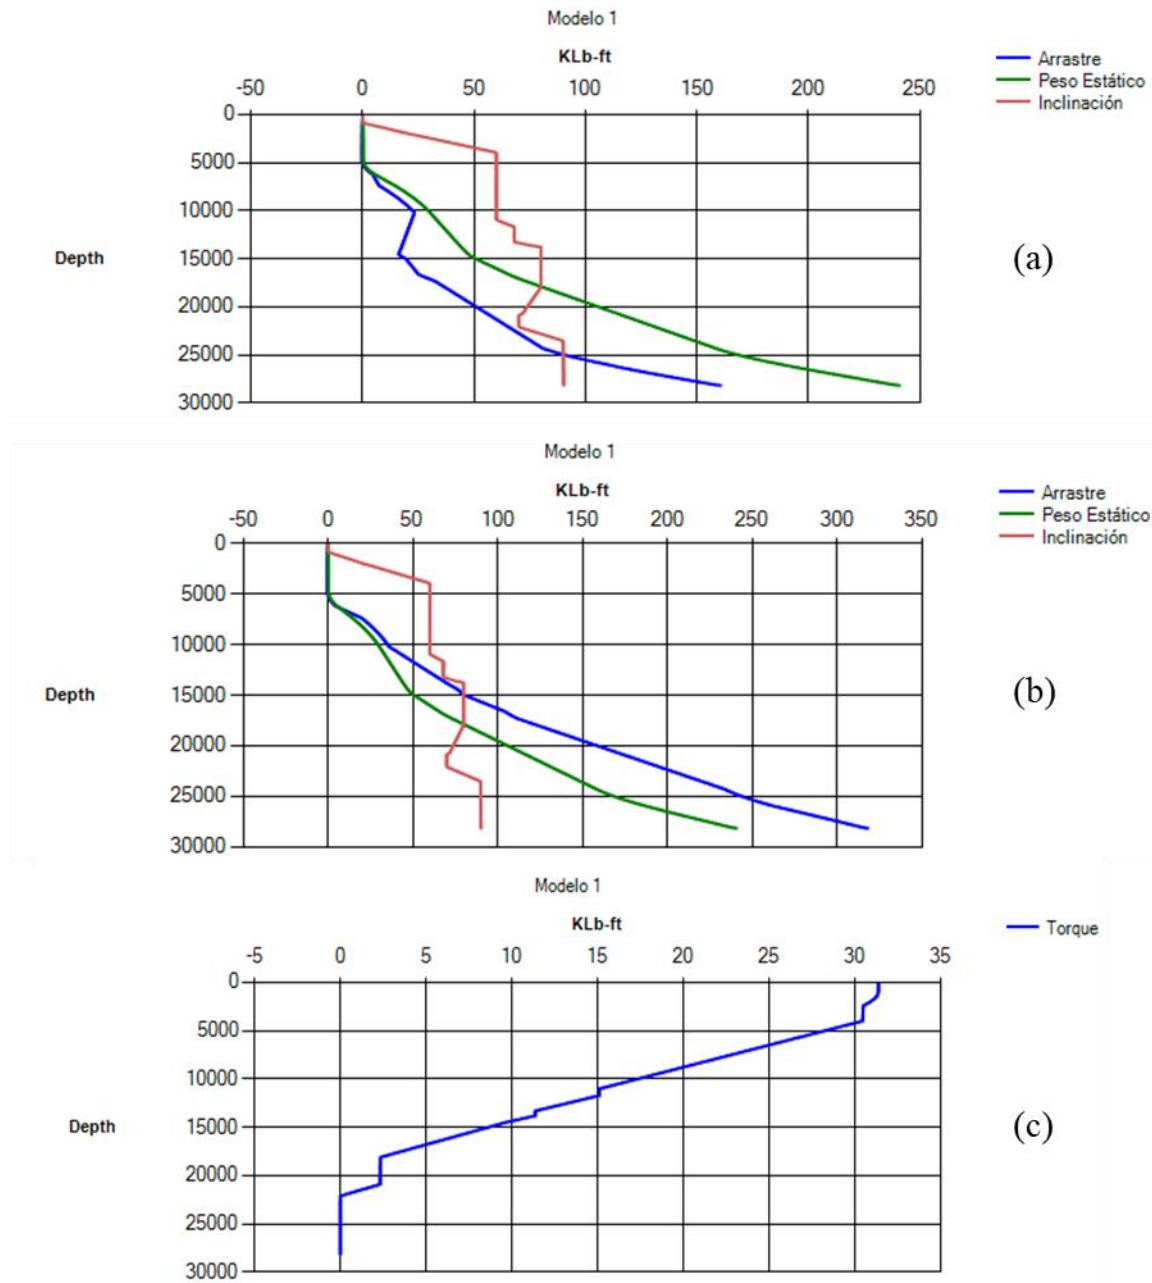 Modelo 1
KLb-ft
-50 0 50 100 150 200 250
Arrastre
Peso Estático
Inclinación
0
5000
10000
15000
20000
25000
30000
Depth
(a)
Modelo 1
KLb-ft
-50 0 50 100 150 200 250 300 350
Arrastre
Peso Estático
Inclinación
0
5000
10000
15000
20000
25000
30000
Depth
(b)
Modelo 1
KLb-ft
-5 0 5 10 15 20 25 30 35
Torque
0
5000
10000
15000
20000
25000
30000
Depth
(c)